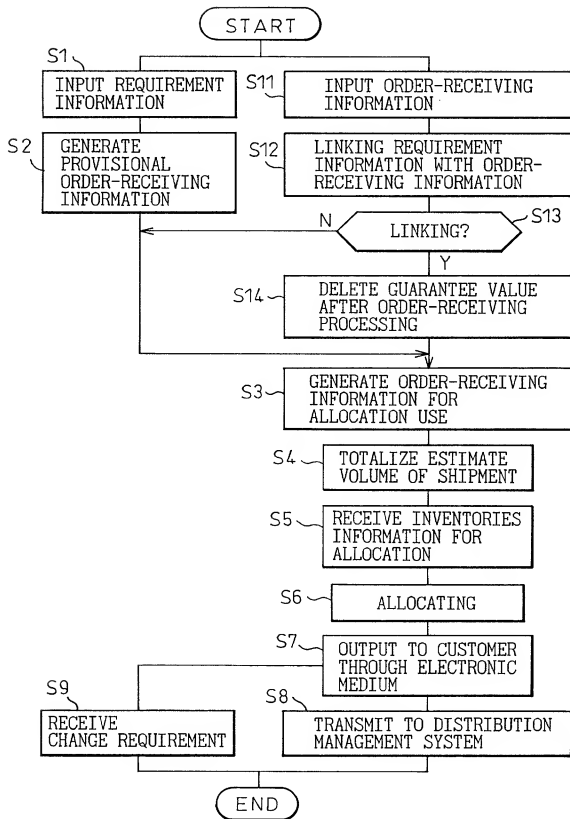 START
S1
INPUT REQUIREMENT
INFORMATION
S11
INPUT ORDER-RECEIVING
INFORMATION
S2
GENERATE
PROVISIONAL
ORDER-RECEIVING
INFORMATION
S12
LINKING REQUIREMENT
INFORMATION WITH ORDER-
RECEIVING INFORMATION
S13
LINKING?
N
Y
S14
DELETE GUARANTEE VALUE
AFTER ORDER-RECEIVING
PROCESSING
S3
GENERATE ORDER-RECEIVING
INFORMATION FOR
ALLOCATION USE
S4
TOTALIZE ESTIMATE
VOLUME OF SHIPMENT
S5
RECEIVE INVENTORIES
INFORMATION FOR
ALLOCATION
S6
ALLOCATING
S7
OUTPUT TO CUSTOMER
THROUGH ELECTRONIC
MEDIUM
S9
RECEIVE
CHANGE REQUIREMENT
S8
TRANSMIT TO DISTRIBUTION
MANAGEMENT SYSTEM
END